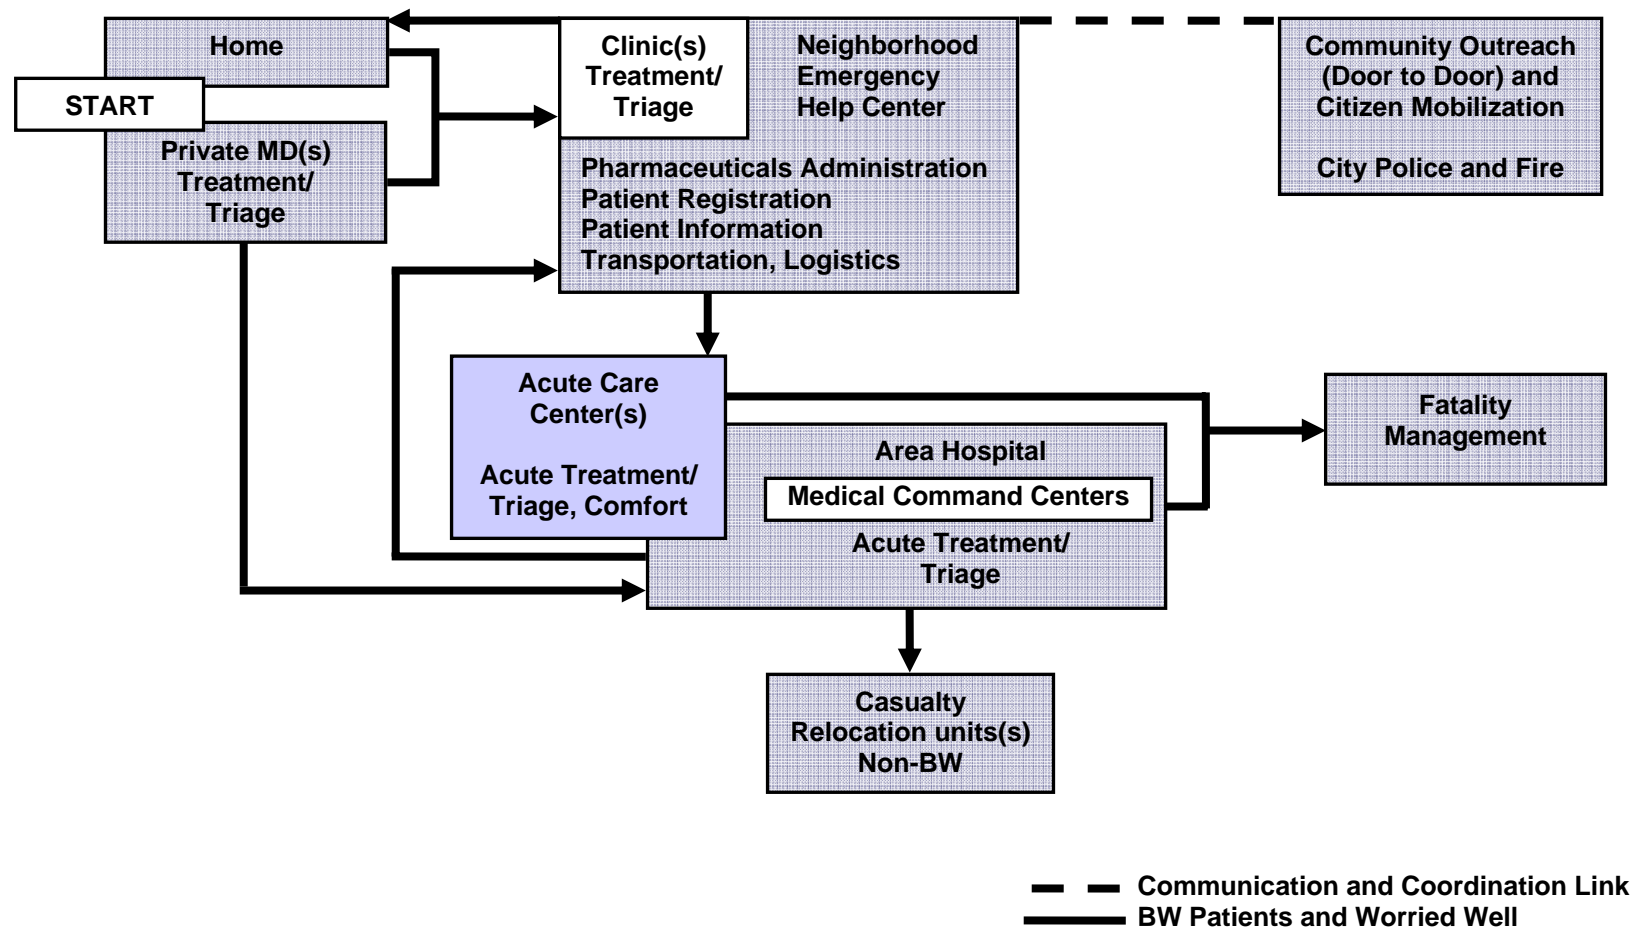 Home
START
Private MD(s)
Treatment/
Triage
Clinic(s)
Treatment/
Triage
Neighborhood
Emergency
Help Center
Pharmaceuticals Administration
Patient Registration
Patient Information
Transportation, Logistics
Community Outreach
(Door to Door) and
Citizen Mobilization
City Police and Fire
Acute Care
Center(s)
Acute Treatment/
Triage, Comfort
Area Hospital
Medical Command Centers
Acute Treatment/
Triage
Fatality
Management
Casualty
Relocation units(s)
Non-BW
Communication and Coordination Link
BW Patients and Worried Well